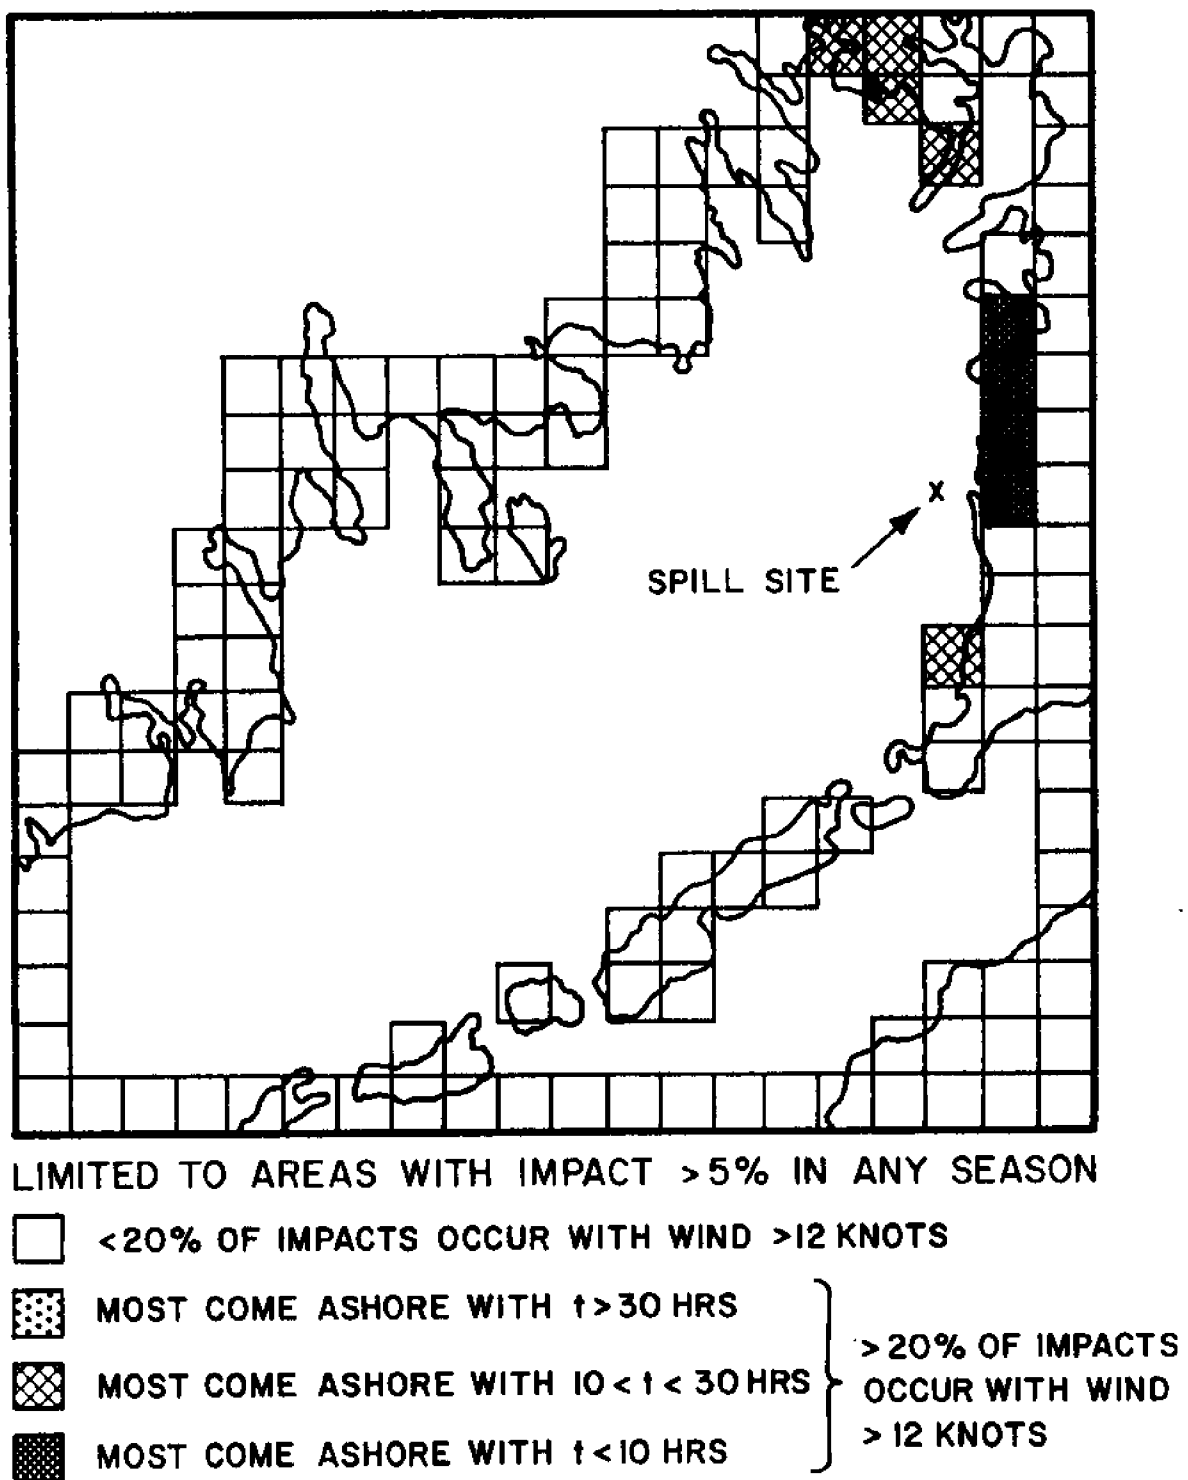 X
SPILL SITE
LIMITED TO AREAS WITH IMPACT >5% IN ANY SEASON
<20% OF IMPACTS OCCUR WITH WIND >12 KNOTS
MOST COME ASHORE WITH t>30 HRS
MOST COME ASHORE WITH 10<t<30 HRS
MOST COME ASHORE WITH t<10 HRS
>20% OF IMPACTS
OCCUR WITH WIND
>12 KNOTS